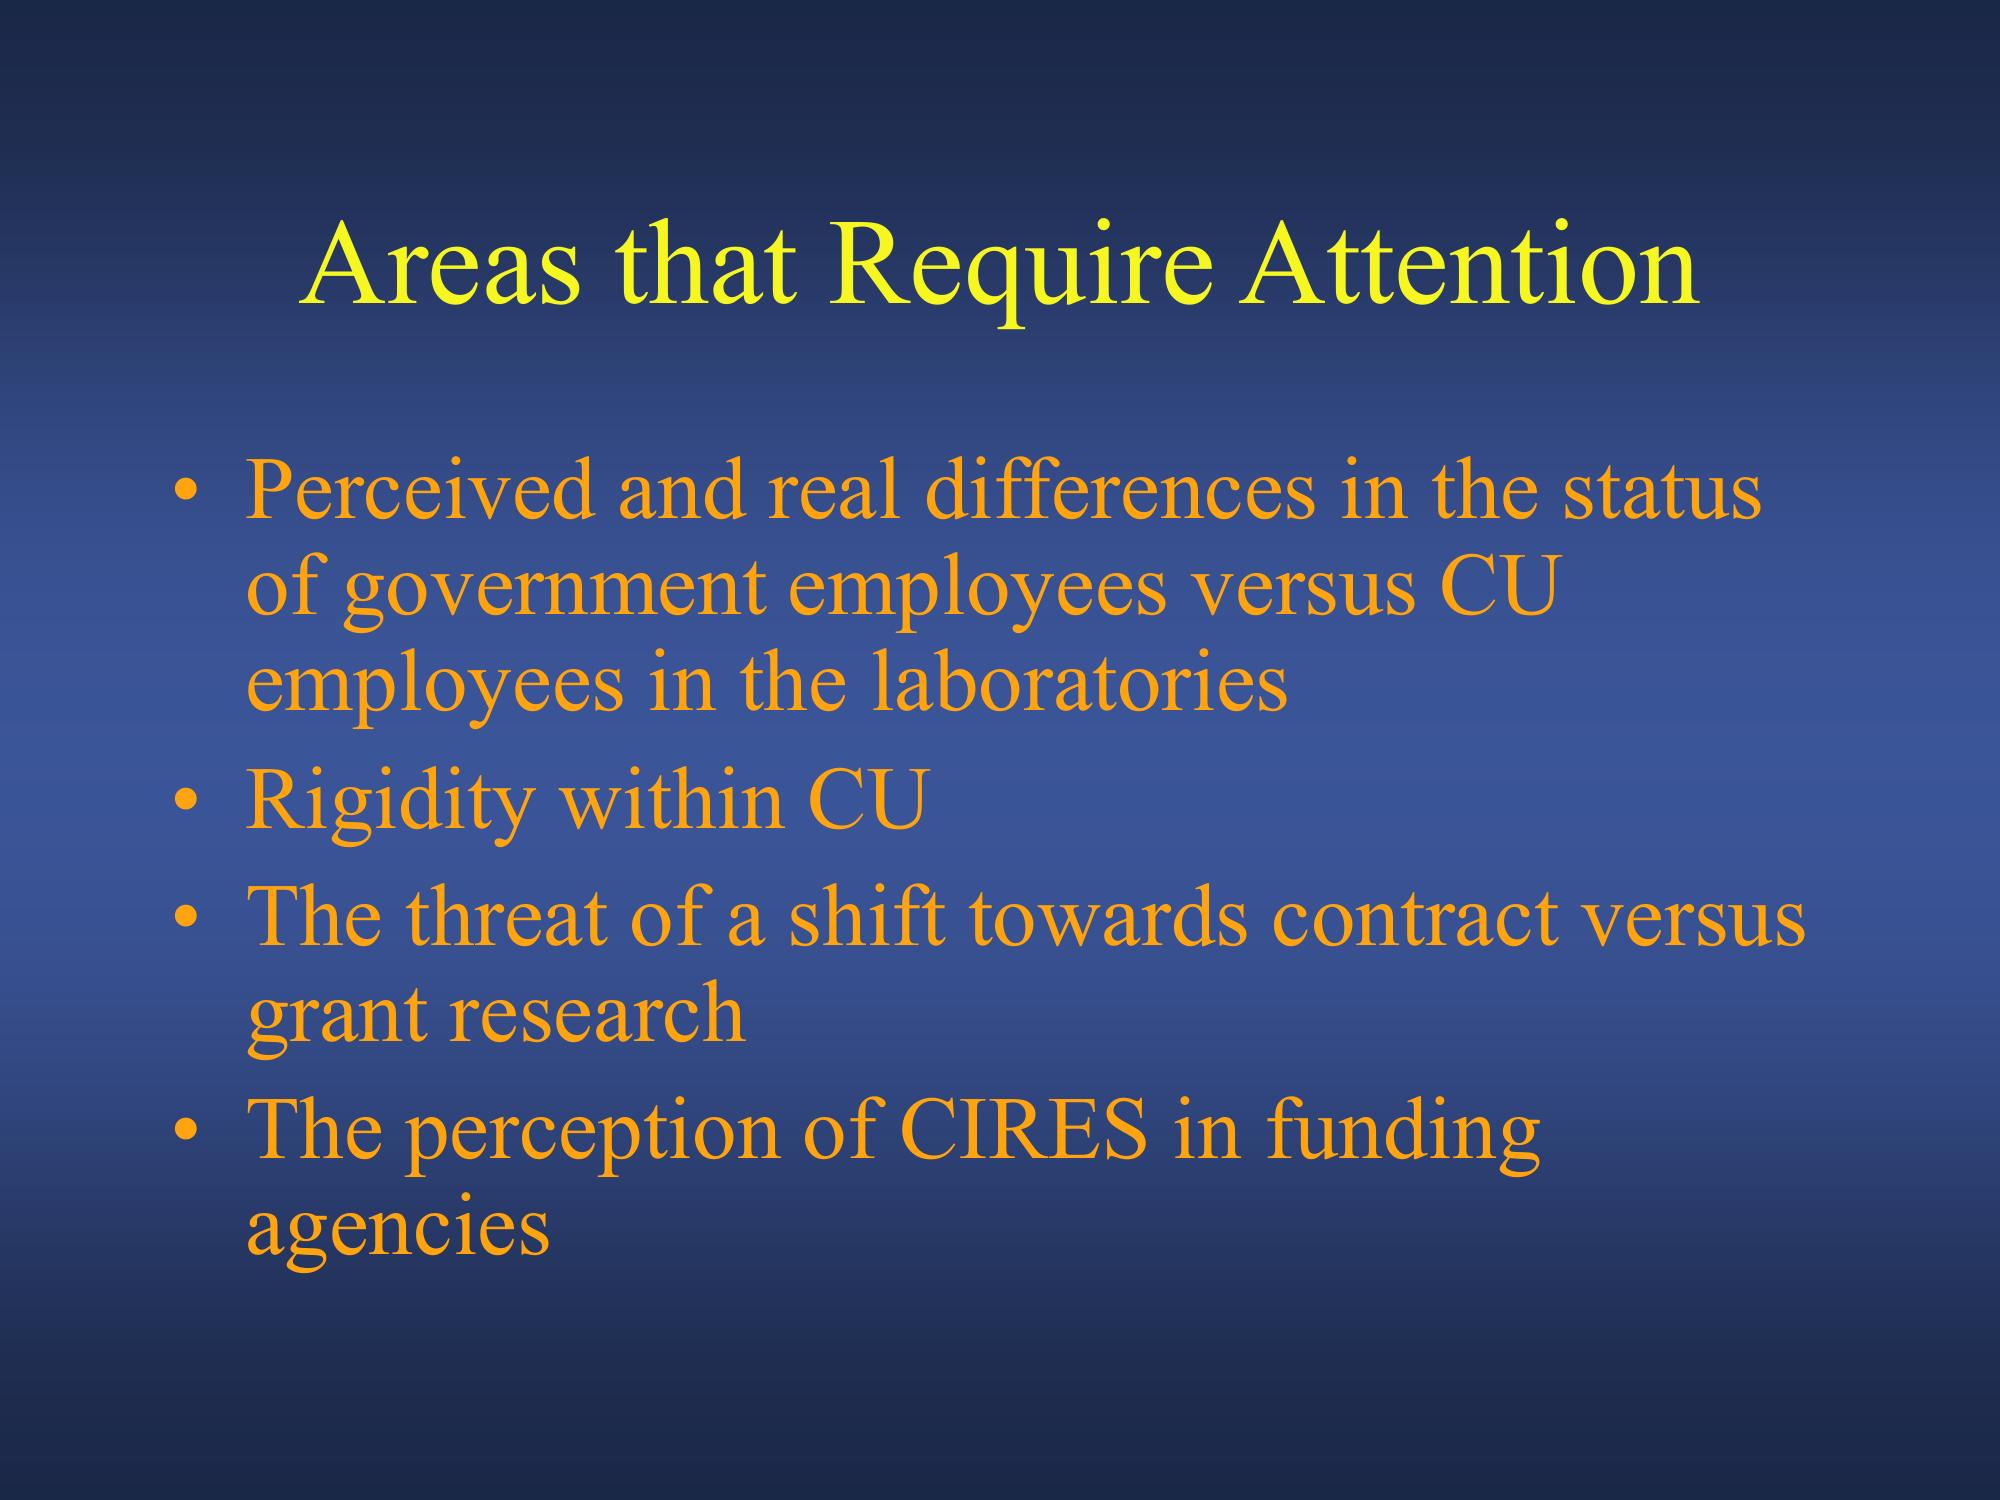 Areas that Require Attention
• Perceived and real differences in the status
of government employees versus CU
employees in the laboratories
• Rigidity within CU
• The threat of a shift towards contract versus
grant research
• The perception of CIRES in funding
agencies